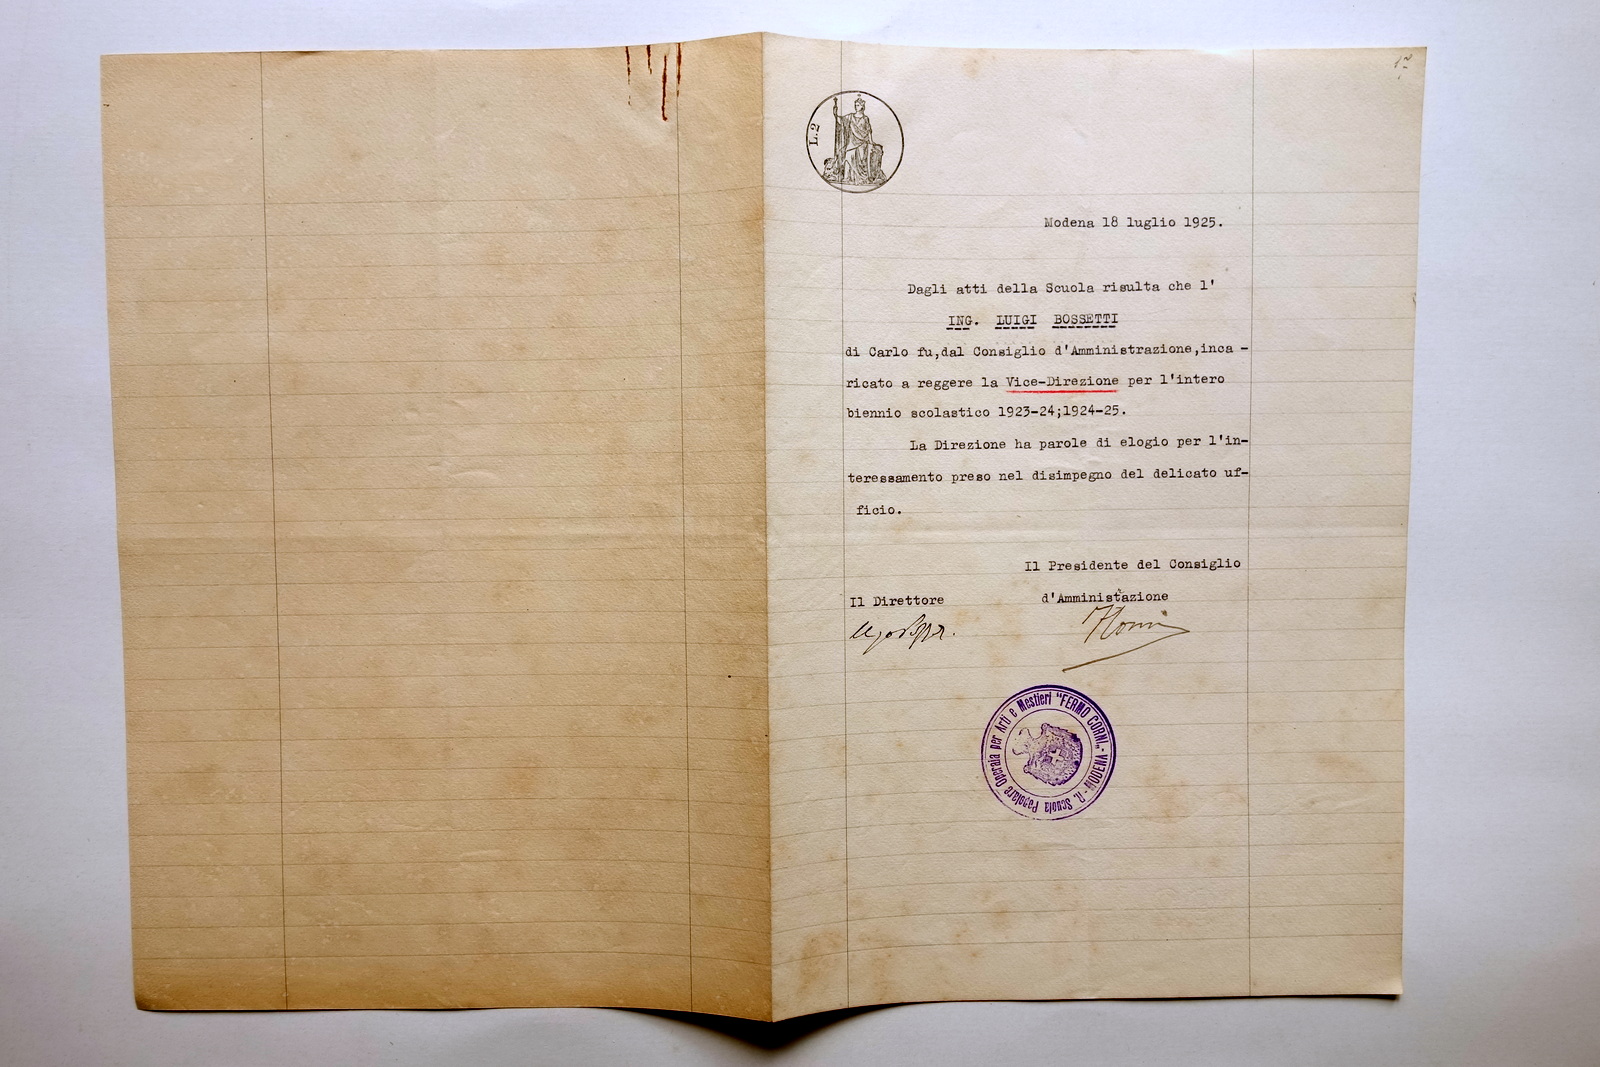 L.2
Modena 18 luglio 1925.
Dagli atti della Scuola risulta che l'
ING. LUIGI BOSSETTI
di Carlo fu,dal Consiglio d'Amministrazione,inca -
ricato a reggere la Vice-Direzione per l'intero
biennio scolastico 1923-24;1924-25.
La Direzione ha parole di elogio per l'in-
teressamento preso nel disimpegno del delicato uf-
ficio.
Il Presidente del Consiglio
Il Direttore d'Amministazione
R. Scuola Popolare Operaia per Arti e Mestieri "FERMO CORNI" - MODENA -